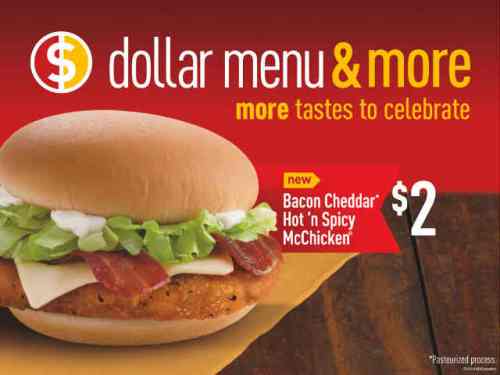 $ dollar menu & more
more tastes to celebrate
new
Bacon Cheddar*
Hot 'n Spicy
McChicken®
$2
*Pasteurized process